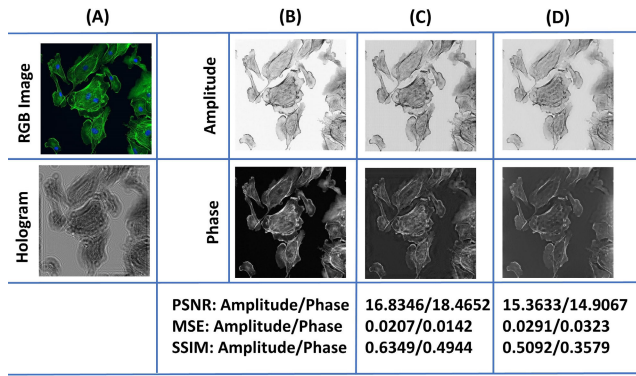 (A) (B) (C) (D)
RGB Image
Amplitude
Hologram
Phase
PSNR: Amplitude/Phase 16.8346/18.4652 15.3633/14.9067
MSE: Amplitude/Phase 0.0207/0.0142 0.0291/0.0323
SSIM: Amplitude/Phase 0.6349/0.4944 0.5092/0.3579